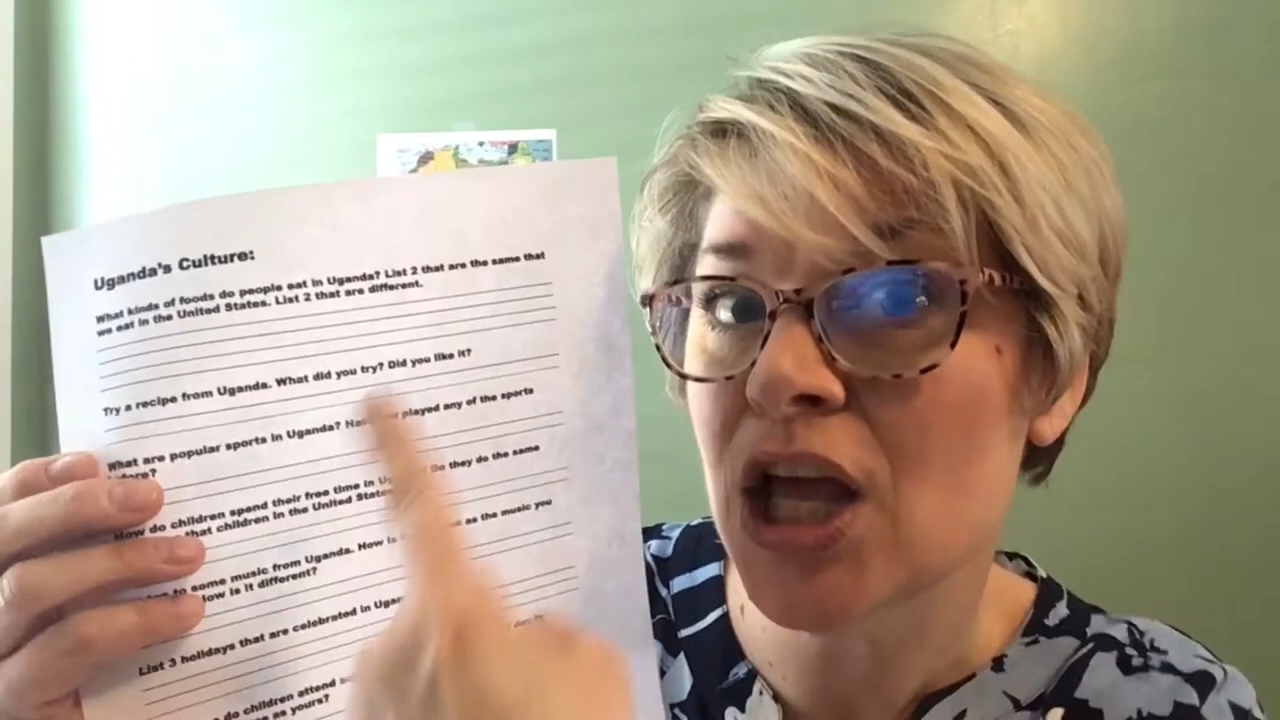 Uganda's Culture:
What kinds of foods do people eat in Uganda? List 2 that are the same that
we eat in the United States. List 2 that are different.
Try a recipe from Uganda. What did you try? Did you like it?
What are popular sports in Uganda? played any of the sports
How do children spend their free time in they do the same
that children in the United States
to some music from Uganda. How is as the music you
How is it different?
List 3 holidays that are celebrated in
do children attend
as yours?